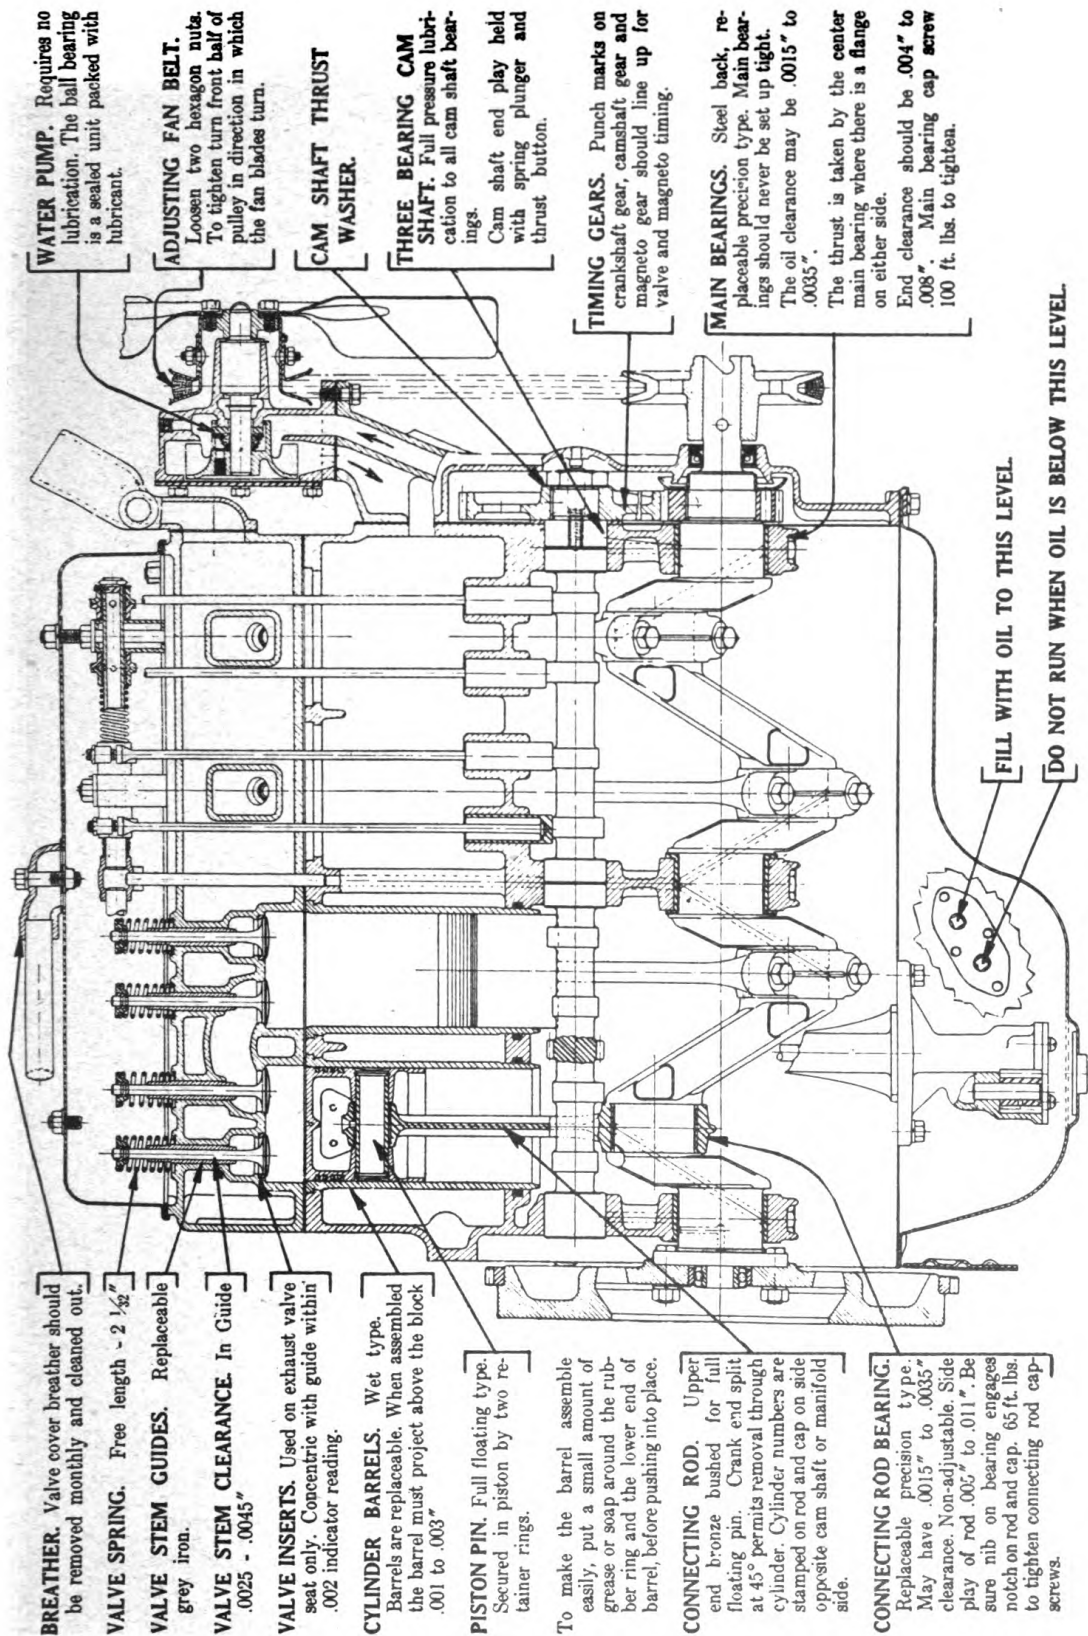 BREATHER. Valve cover breather should
be removed monthly and cleaned out.
VALVE SPRING. Free length - 2 1/32"
VALVE STEM GUIDES. Replaceable
grey iron.
VALVE STEM CLEARANCE. In Guide
.0025 - .0045"
VALVE INSERTS. Used on exhaust valve
seat only. Concentric with guide within
.002 indicator reading.
CYLINDER BARRELS. Wet type.
Barrels are replaceable. When assembled
the barrel must project above the block
.001 to .003"
PISTON PIN. Full floating type.
Secured in piston by two re-
tainer rings.
To make the barrel assemble
easily, put a small amount of
grease or soap around the rub-
ber ring and the lower end of
barrel, before pushing into place.
CONNECTING ROD. Upper
end bronze bushed for full
floating pin. Crank end split
at 45° permits removal through
cylinder. Cylinder numbers are
stamped on rod and cap on side
opposite cam shaft or manifold
side.
CONNECTING ROD BEARING.
Replaceable precision type.
May have .0015" to .0035"
clearance. Non-adjustable. Side
play of rod .005" to .011". Be
sure nib on bearing engages
notch on rod and cap. 65 ft. lbs.
to tighten connecting rod cap-
screws.
WATER PUMP. Requires no
lubrication. The ball bearing
is a sealed unit packed with
lubricant.
ADJUSTING FAN BELT.
Loosen two hexagon nuts.
To tighten turn front half of
pulley in direction in which
the fan blades turn.
CAM SHAFT THRUST
WASHER.
THREE BEARING CAM
SHAFT. Full pressure lubri-
cation to all cam shaft bear-
ings.
Cam shaft end play held
with spring plunger and
thrust button.
TIMING GEARS. Punch marks on
crankshaft gear, camshaft gear and
magneto gear should line up for
valve and magneto timing.
MAIN BEARINGS. Steel back, re-
placeable precision type. Main bear-
ings should never be set up tight.
The oil clearance may be .0015" to
.0035".
The thrust is taken by the center
main bearing where there is a flange
on either side.
End clearance should be .004" to
.008". Main bearing cap screw
100 ft. lbs. to tighten.
FILL WITH OIL TO THIS LEVEL.
DO NOT RUN WHEN OIL IS BELOW THIS LEVEL.